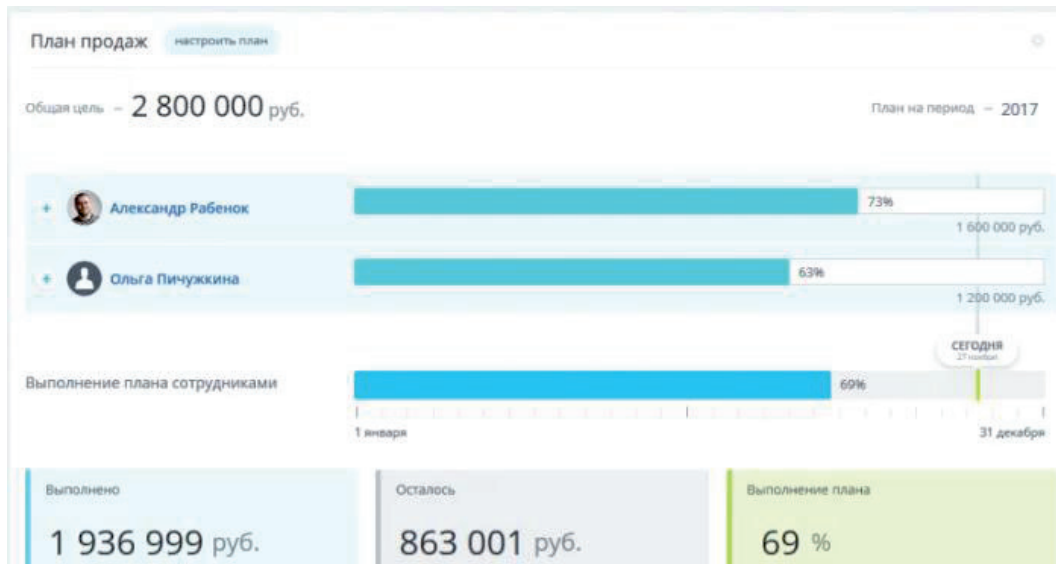 План продаж настроить план
Общая цель – 2 800 000 руб. План на период – 2017
+ Александр Рабенок 73%
1 600 000 руб.
+ Ольга Пичужкина 63%
1 200 000 руб.
СЕГОДНЯ
27 ноября
Выполнение плана сотрудниками 69%
1 января 31 декабря
Выполнено Осталось Выполнение плана
1 936 999 руб. 863 001 руб. 69 %